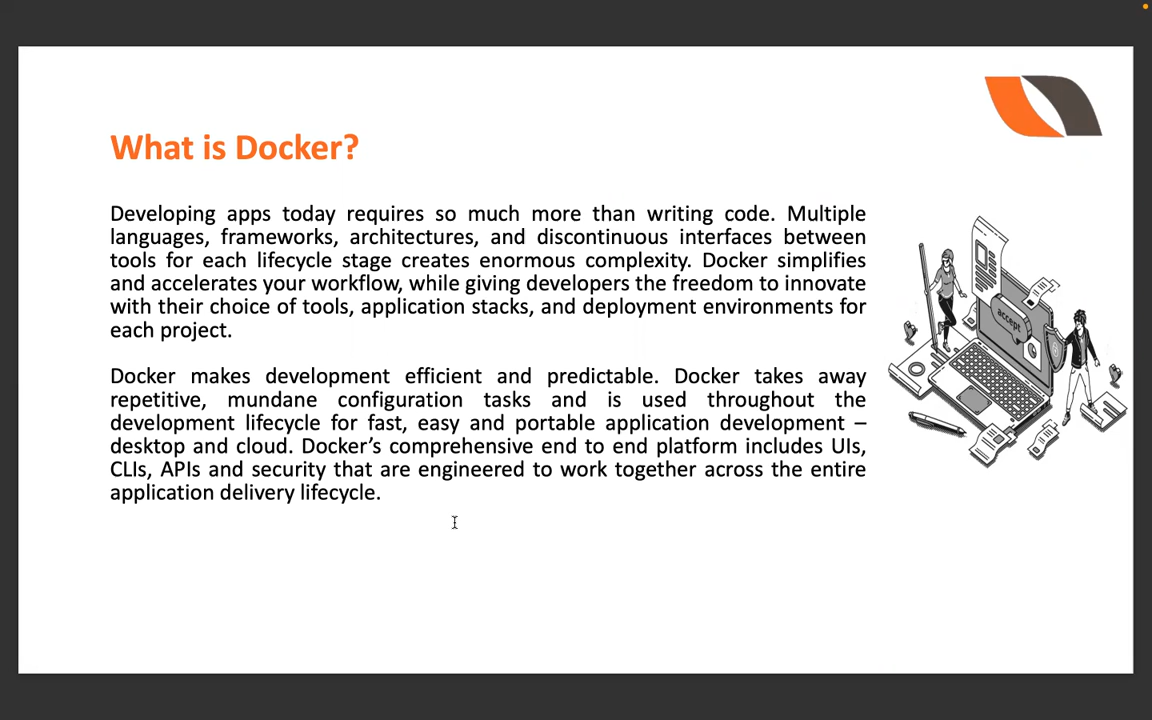 What is Docker?
Developing apps today requires so much more than writing code. Multiple
languages, frameworks, architectures, and discontinuous interfaces between
tools for each lifecycle stage creates enormous complexity. Docker simplifies
and accelerates your workflow, while giving developers the freedom to innovate
with their choice of tools, application stacks, and deployment environments for
each project.
Docker makes development efficient and predictable. Docker takes away
repetitive, mundane configuration tasks and is used throughout the
development lifecycle for fast, easy and portable application development –
desktop and cloud. Docker’s comprehensive end to end platform includes UIs,
CLIs, APIs and security that are engineered to work together across the entire
application delivery lifecycle.
accept